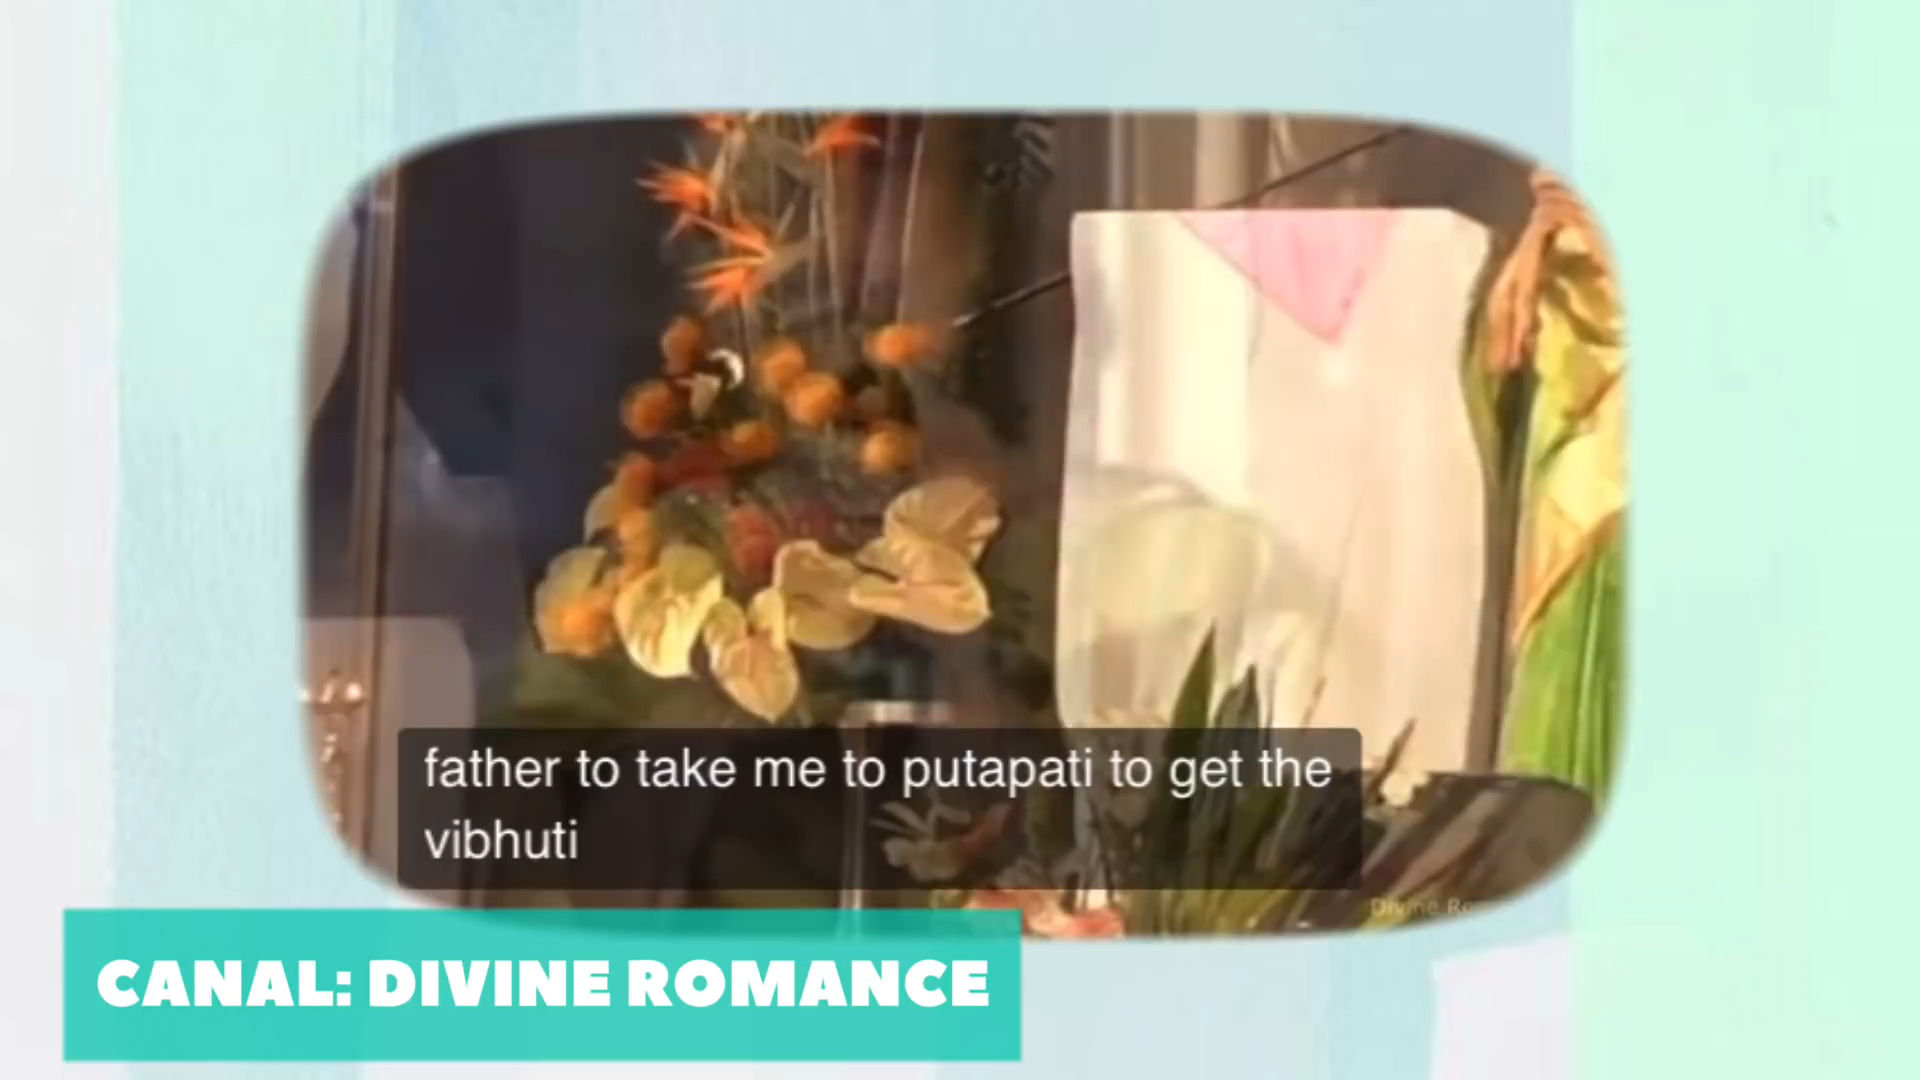 father to take me to putapati to get the
vibhuti
CANAL: DIVINE ROMANCE